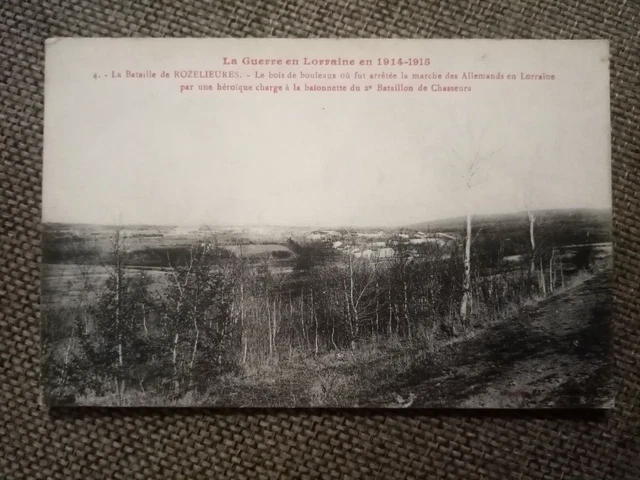 La Guerre en Lorraine en 1914-1915
4. - La Bataille de ROZELIEURES. - Le bois de bouleaux où fut arrêtée la marche des Allemands en Lorraine
par une héroïque charge à la baïonnette du 2e Bataillon de Chasseurs